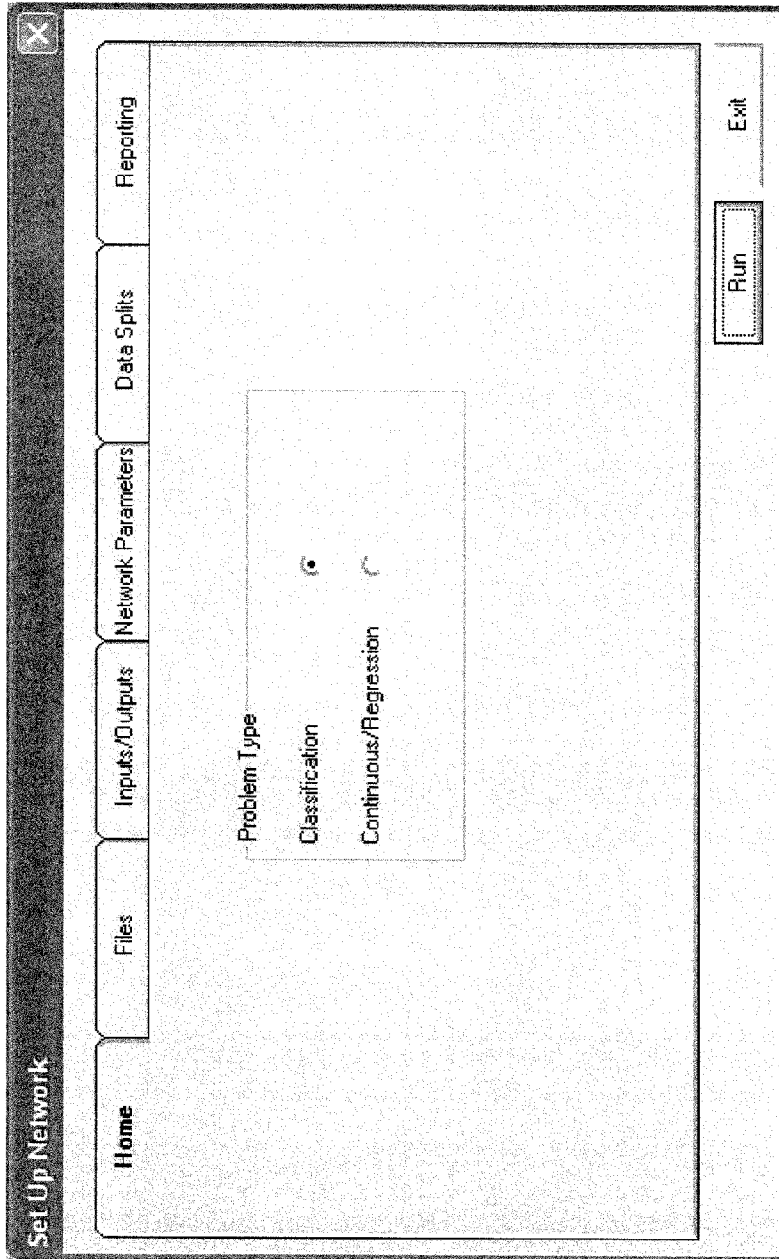 Set Up Network
Home Files Inputs/Outputs Network Parameters Data Splits Reporting
Problem Type
Classification
Continuous/Regression
Run Exit